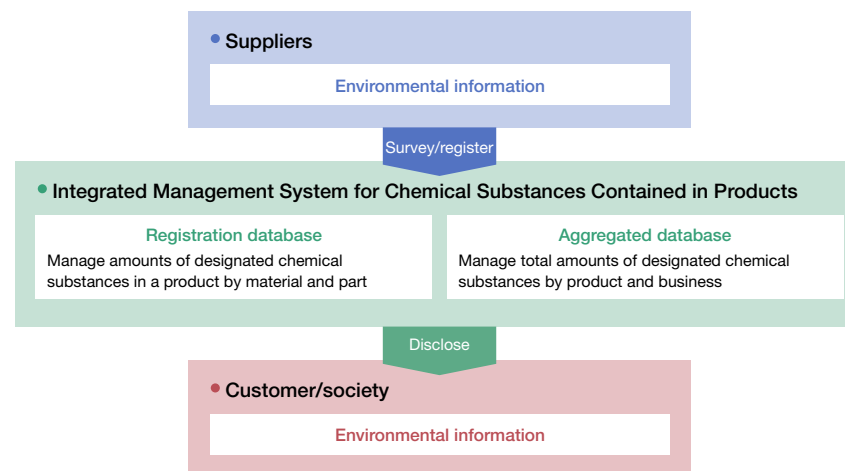 • Suppliers
Environmental information
Survey/register
• Integrated Management System for Chemical Substances Contained in Products
Registration database
Manage amounts of designated chemical
substances in a product by material and part
Aggregated database
Manage total amounts of designated chemical
substances by product and business
Disclose
• Customer/society
Environmental information